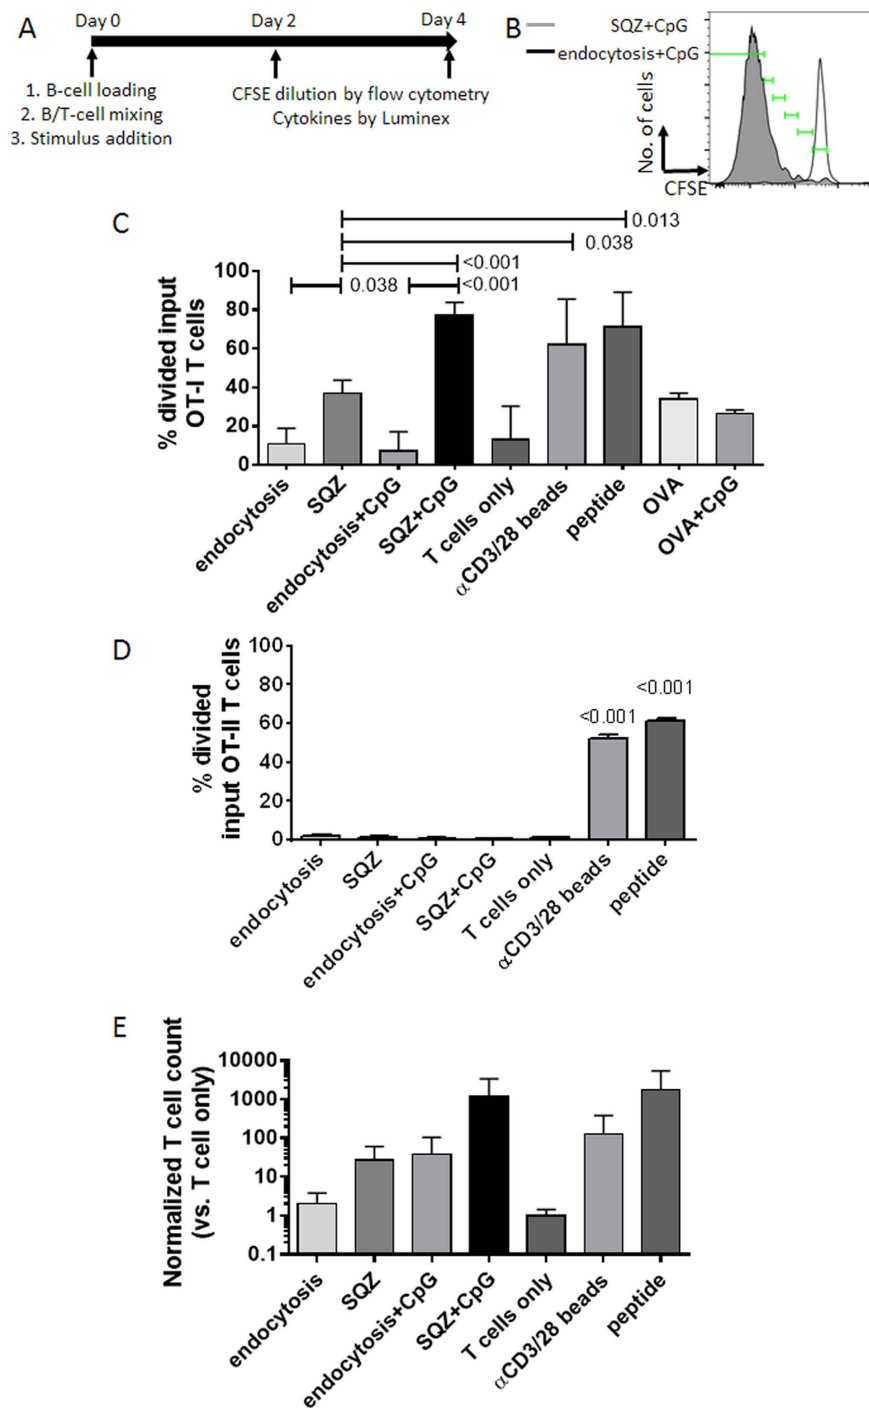 A
Day 0
Day 2
Day 4
1. B-cell loading
2. B/T-cell mixing
3. Stimulus addition
CFSE dilution by flow cytometry
Cytokines by Luminex
B
SQZ+CpG
endocytosis+CpG
No. of cells
CFSE
C
0.013
0.038
<0.001
0.038
<0.001
% divided input
OT-I T cells
100
80
60
40
20
0
endocytosis
SQZ
endocytosis+CpG
SQZ+CpG
T cells only
αCD3/28 beads
peptide
OVA
OVA+CpG
D
% divided
input OT-II T cells
100
80
60
40
20
0
<0.001
<0.001
endocytosis
SQZ
endocytosis+CpG
SQZ+CpG
T cells only
αCD3/28 beads
peptide
E
Normalized T cell count
(vs. T cell only)
10000
1000
100
10
1
0.1
endocytosis
SQZ
endocytosis+CpG
SQZ+CpG
T cells only
αCD3/28 beads
peptide